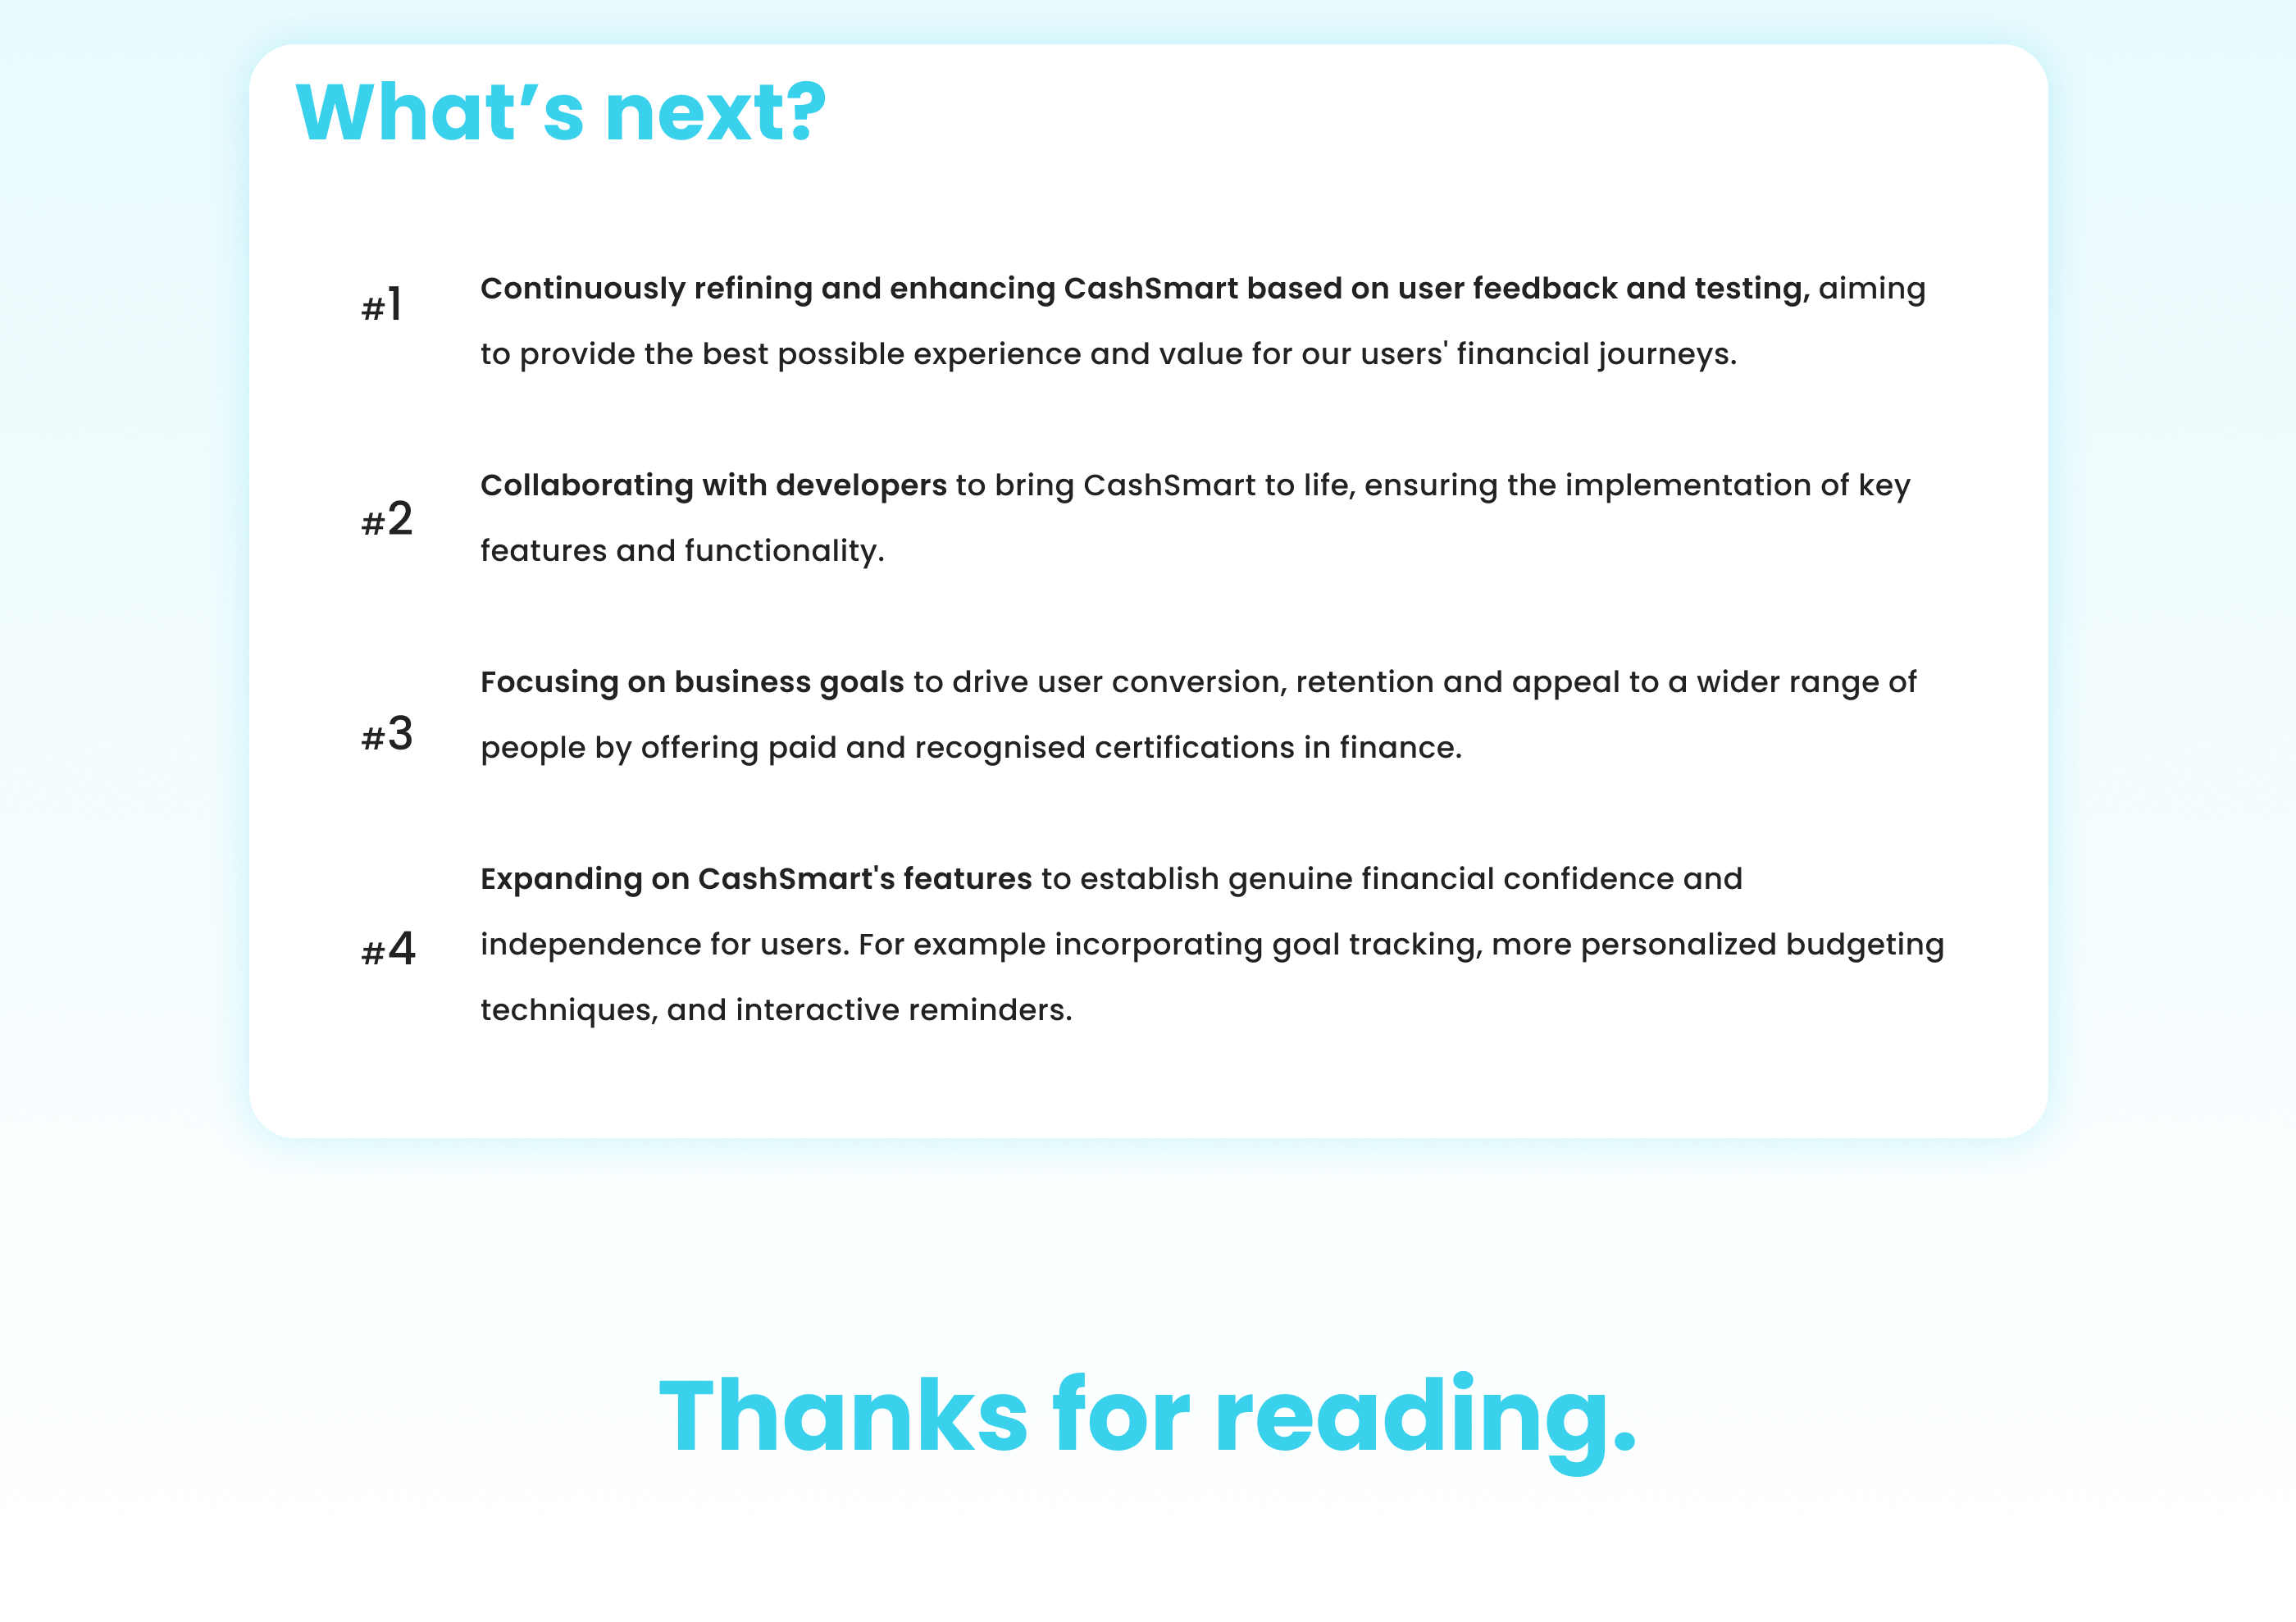 What’s next?
#1
Continuously refining and enhancing CashSmart based on user feedback and testing, aiming
to provide the best possible experience and value for our users' financial journeys.
#2
Collaborating with developers to bring CashSmart to life, ensuring the implementation of key
features and functionality.
#3
Focusing on business goals to drive user conversion, retention and appeal to a wider range of
people by offering paid and recognised certifications in finance.
#4
Expanding on CashSmart's features to establish genuine financial confidence and
independence for users. For example incorporating goal tracking, more personalized budgeting
techniques, and interactive reminders.
Thanks for reading.